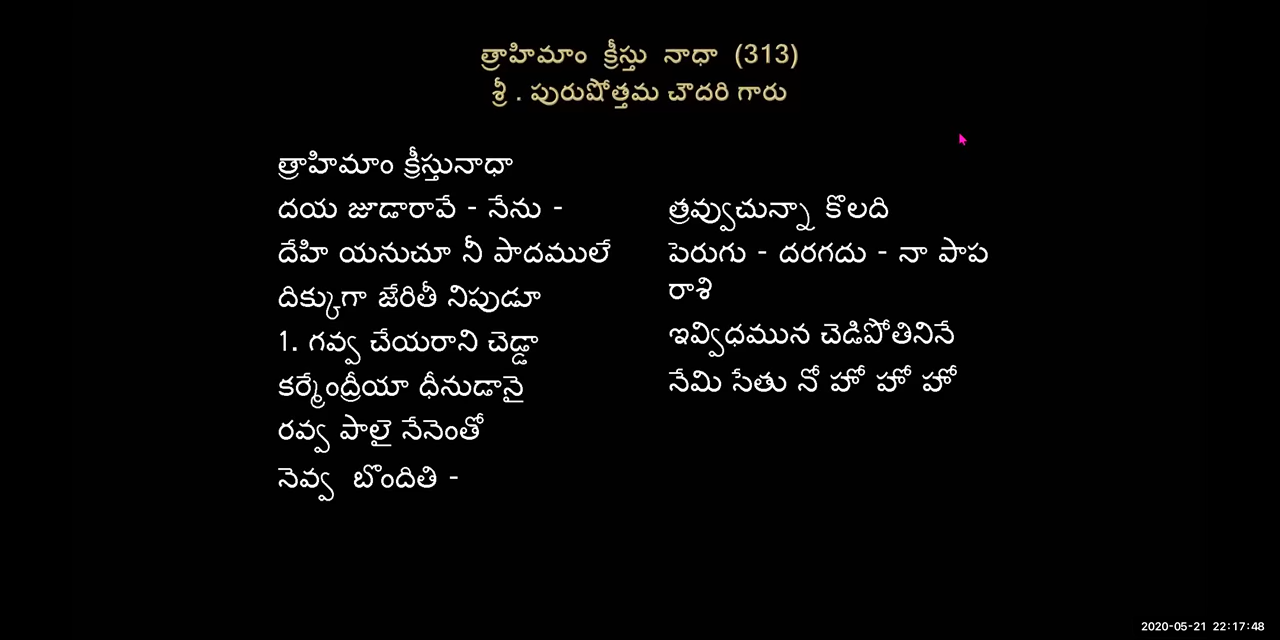 త్రాహిమాం క్రీస్తు నాధా (313)
శ్రీ . పురుషోత్తమ చౌదరి గారు
త్రాహిమాం క్రీస్తునాధా
దయ జూడారావే - నేను -
దేహి యనుచూ నీ పాదములే
దిక్కుగా జేరితీ నిపుడూ
1. గవ్వ చేయరాని చెడ్డా
కర్మేంద్రీయా ధీనుడానై
రవ్వ పాలై నేనెంతో
నెవ్వ బొందితి -
త్రవ్వుచున్నా కొలది
పెరుగు - దరగదు - నా పాప
రాశి
ఇవ్విధమున చెడిపోతినినే
నేమి సేతు నో హో హో హో
2020-05-21 22:17:48